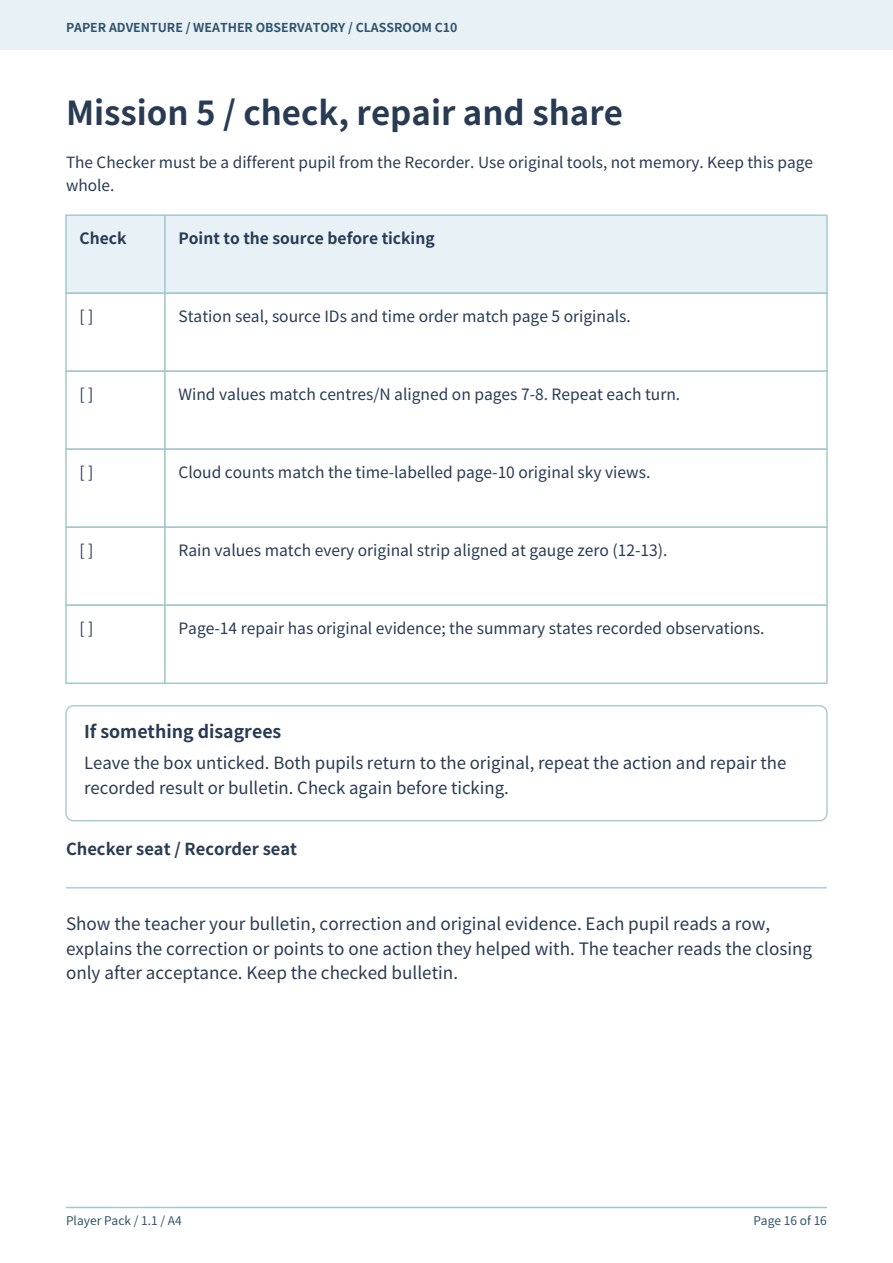 PAPER ADVENTURE / WEATHER OBSERVATORY / CLASSROOM C10
Mission 5 / check, repair and share
The Checker must be a different pupil from the Recorder. Use original tools, not memory. Keep this page
whole.
Check Point to the source before ticking
[ ] Station seal, source IDs and time order match page 5 originals.
[ ] Wind values match centres/N aligned on pages 7-8. Repeat each turn.
[ ] Cloud counts match the time-labelled page-10 original sky views.
[ ] Rain values match every original strip aligned at gauge zero (12-13).
[ ] Page-14 repair has original evidence; the summary states recorded observations.
If something disagrees
Leave the box unticked. Both pupils return to the original, repeat the action and repair the
recorded result or bulletin. Check again before ticking.
Checker seat / Recorder seat
Show the teacher your bulletin, correction and original evidence. Each pupil reads a row,
explains the correction or points to one action they helped with. The teacher reads the closing
only after acceptance. Keep the checked bulletin.
Player Pack / 1.1 / A4 Page 16 of 16